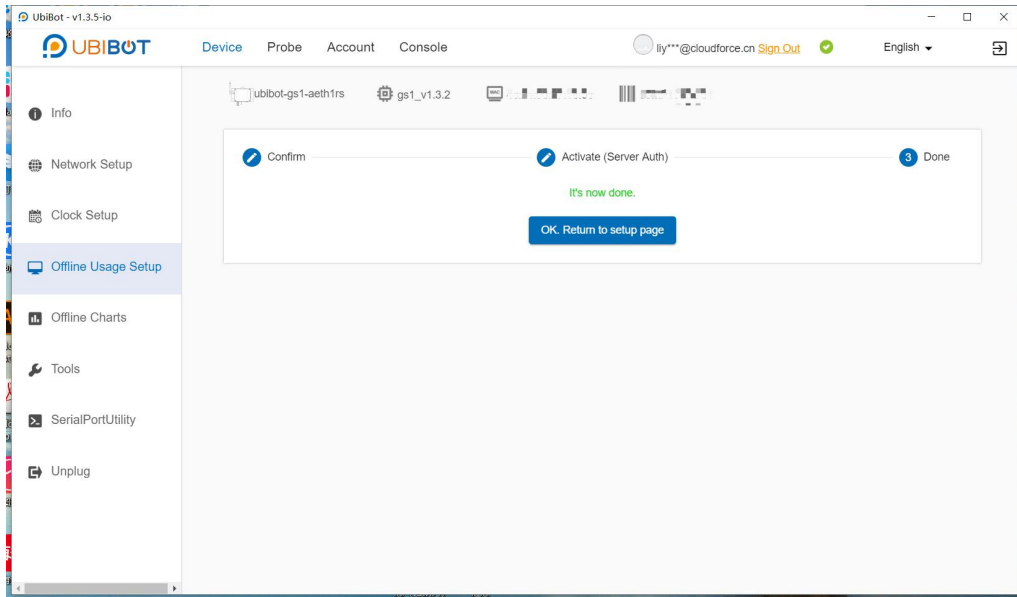 UbiBot - v1.3.5-io
UBIBOT
Device Probe Account Console
liy***@cloudforce.cn Sign Out
English
ubibot-gs1-aeth1rs
gs1_v1.3.2
MAC
Info
Network Setup
Clock Setup
Offline Usage Setup
Offline Charts
Tools
SerialPortUtility
Unplug
Confirm
Activate (Server Auth)
3 Done
It's now done.
OK. Return to setup page